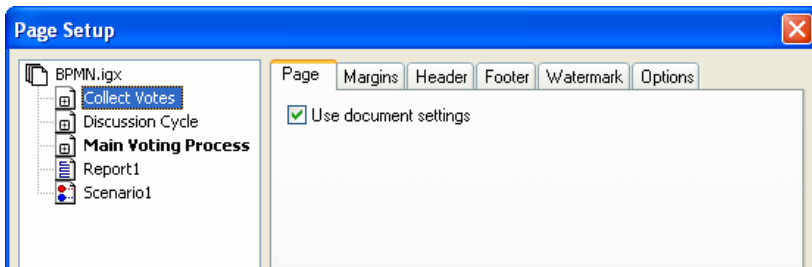 Page Setup
BPMN.igx
Collect Votes
Discussion Cycle
Main Voting Process
Report1
Scenario1
Page Margins Header Footer Watermark Options
Use document settings